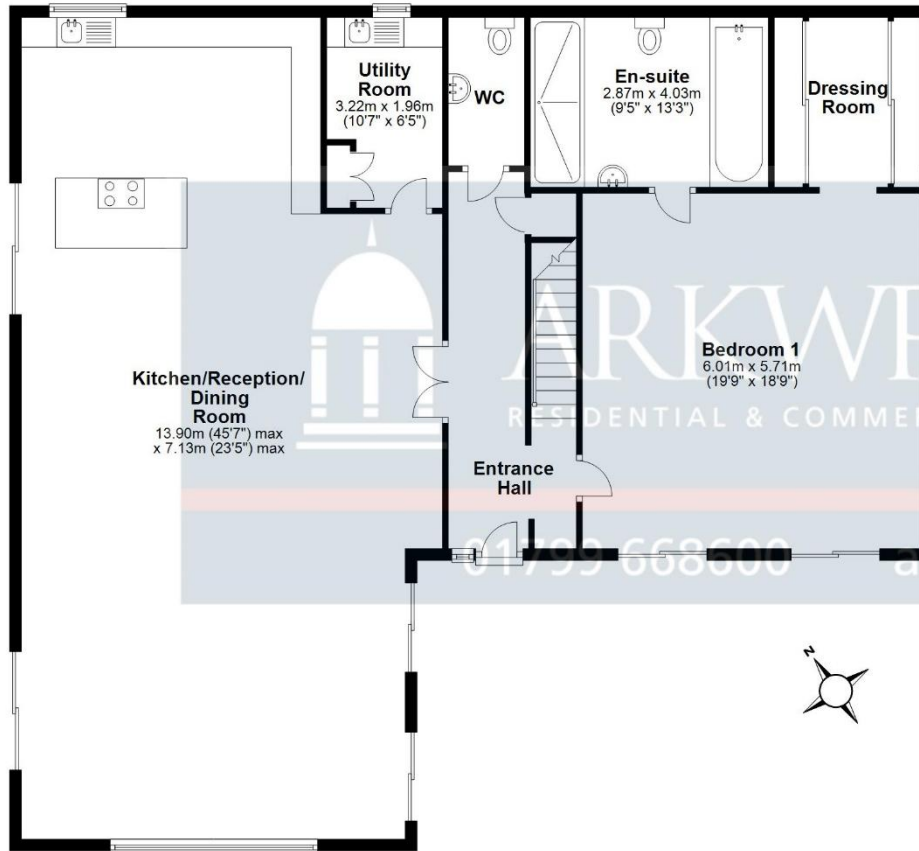 Utility
Room
3.22m x 1.96m
(10'7" x 6'5")
WC
En-suite
2.87m x 4.03m
(9'5" x 13'3")
Dressing
Room
Kitchen/Reception/
Dining
Room
13.90m (45'7") max
x 7.13m (23'5") max
Bedroom 1
6.01m x 5.71m
(19'9" x 18'9")
Entrance
Hall
RESIDENTIAL &
01799 668600
N